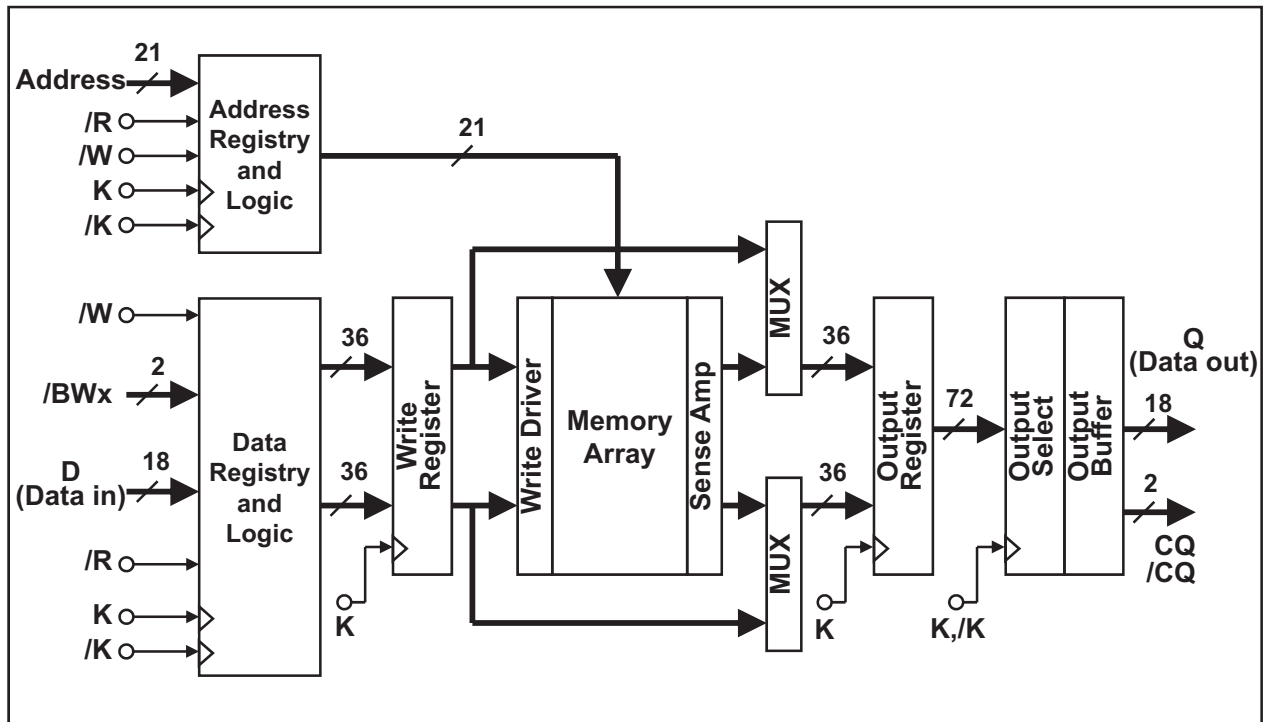 21
Address
/R
/W
K
/K
Address
Registry
and
Logic
21
/W
2
/BWx
18
D
(Data in)
/R
K
/K
Data
Registry
and
Logic
36
36
Write
Register
K
Write Driver
Memory
Array
Sense Amp
MUX
MUX
36
36
Output
Register
K
72
Output
Select
Output
Buffer
K,/K
Q
(Data out)
18
2
CQ
/CQ